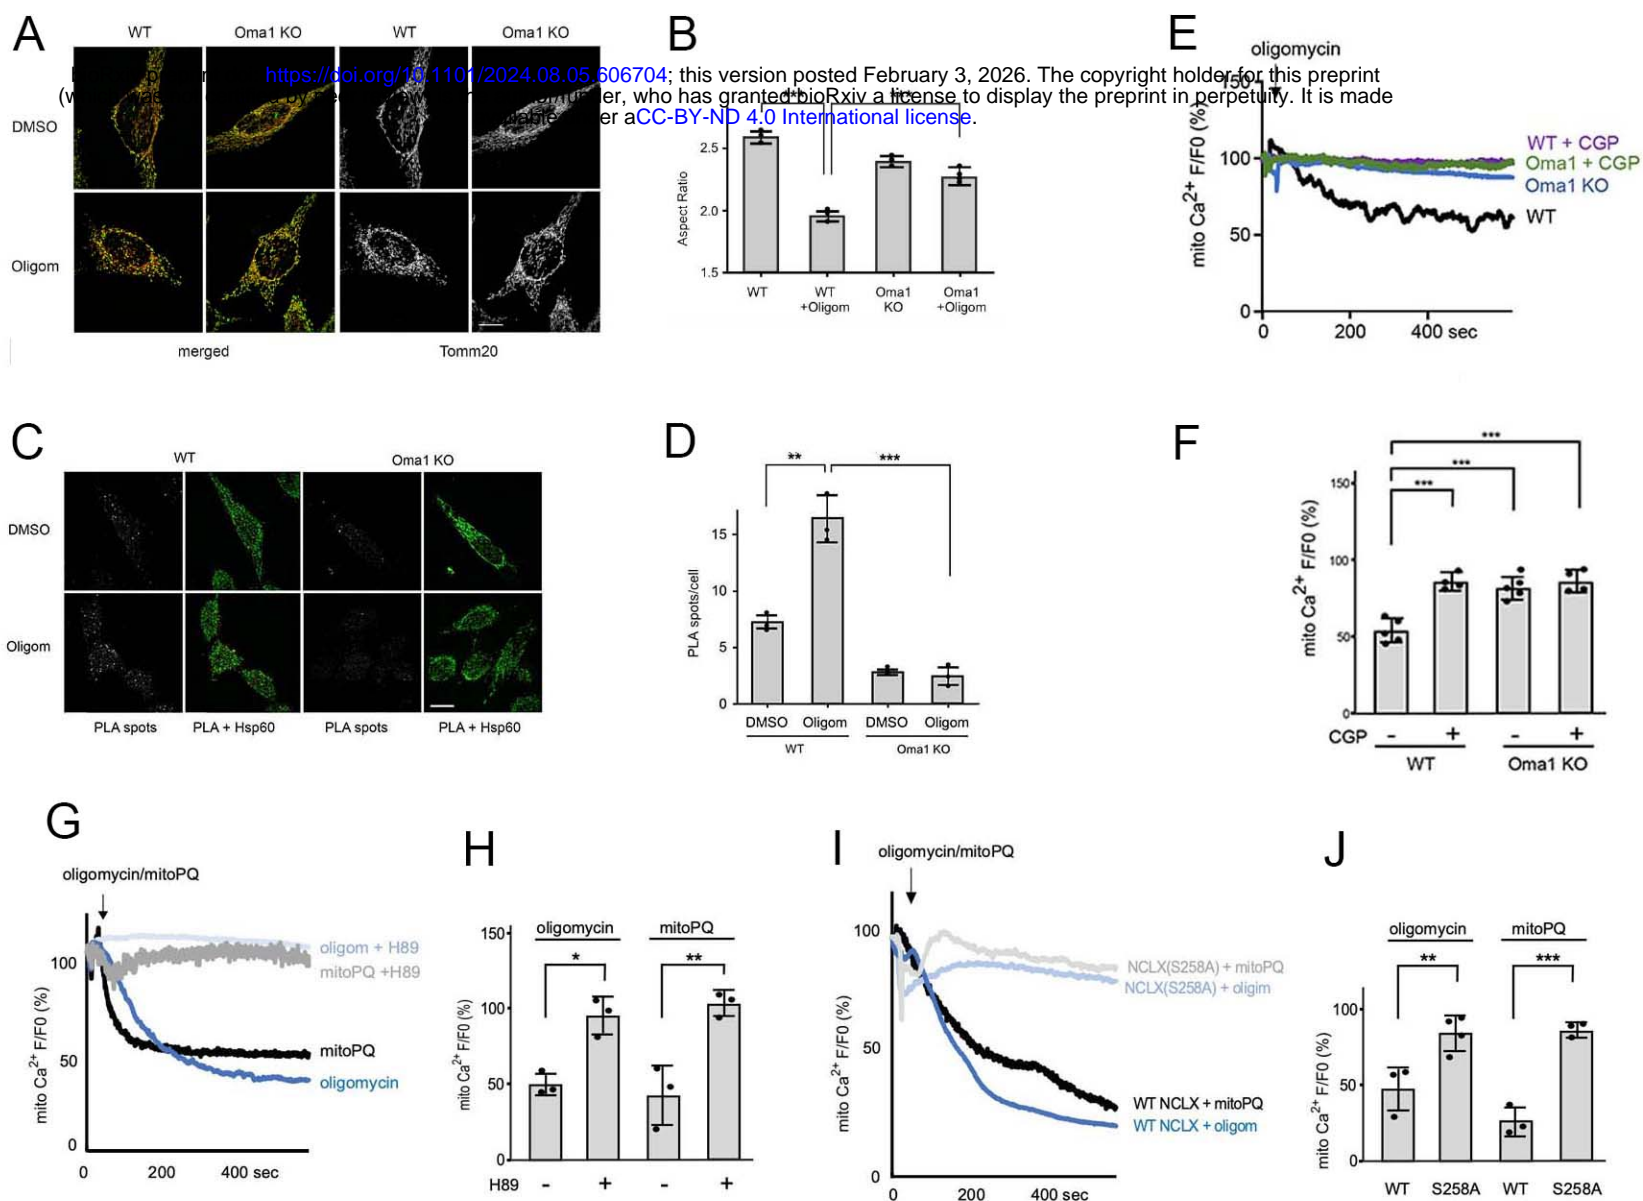 A
WT
Oma1 KO
WT
Oma1 KO
DMSO
Oligom
merged
Tomm20
https://doi.org/10.1101/2024.08.05.606704; this version posted February 3, 2026. The copyright holder for this preprint
who has granted bioRxiv a license to display the preprint in perpetuity. It is made
aCC-BY-ND 4.0 International license.
B
***
***
Aspect Ratio
2.5
2.0
1.5
WT
WT
+Oligom
Oma1
KO
Oma1
+Oligom
E
oligomycin
mito Ca2+ F/F0 (%)
150
100
50
0
0
200
400 sec
WT + CGP
Oma1 + CGP
Oma1 KO
WT
C
WT
Oma1 KO
DMSO
Oligom
PLA spots
PLA + Hsp60
PLA spots
PLA + Hsp60
D
**
***
PLA spots/cell
15
10
5
0
DMSO
Oligom
DMSO
Oligom
WT
Oma1 KO
F
***
***
***
mito Ca2+ F/F0 (%)
150
100
50
0
CGP
-
+
-
+
WT
Oma1 KO
G
oligomycin/mitoPQ
mito Ca2+ F/F0 (%)
100
50
0
0
200
400 sec
oligom + H89
mitoPQ +H89
mitoPQ
oligomycin
H
oligomycin
mitoPQ
*
**
mito Ca2+ F/F0 (%)
150
100
50
0
H89
-
+
-
+
I
oligomycin/mitoPQ
mito Ca2+ F/F0 (%)
100
50
0
0
200
400 sec
NCLX(S258A) + mitoPQ
NCLX(S258A) + oligim
WT NCLX + mitoPQ
WT NCLX + oligom
J
oligomycin
mitoPQ
**
***
mito Ca2+ F/F0 (%)
100
50
0
WT
S258A
WT
S258A